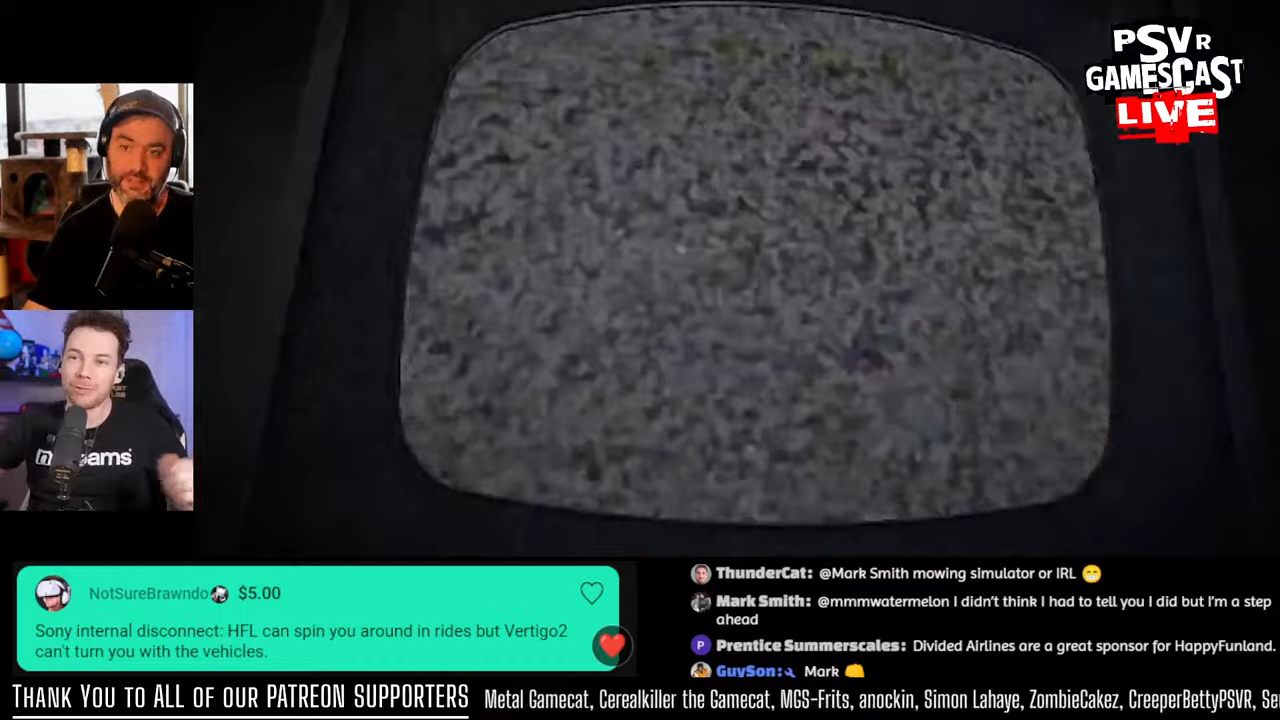 PSVR
GAMESCAST
LIVE
NotSureBrawndo $5.00
Sony internal disconnect: HFL can spin you around in rides but Vertigo2
can't turn you with the vehicles.
ThunderCat: @Mark Smith mowing simulator or IRL
Mark Smith: @mmmwatermelon I didn't think I had to tell you I did but I'm a step
ahead
P Prentice Summerscales: Divided Airlines are a great sponsor for HappyFunland.
GuySon: Mark
THANK YOU TO ALL OF OUR PATREON SUPPORTERS Metal Gamecat, Cerealkiller the Gamecat, MGS-Frits, anockin, Simon Lahaye, ZombieCakez, CreeperBettyPSVR, Se